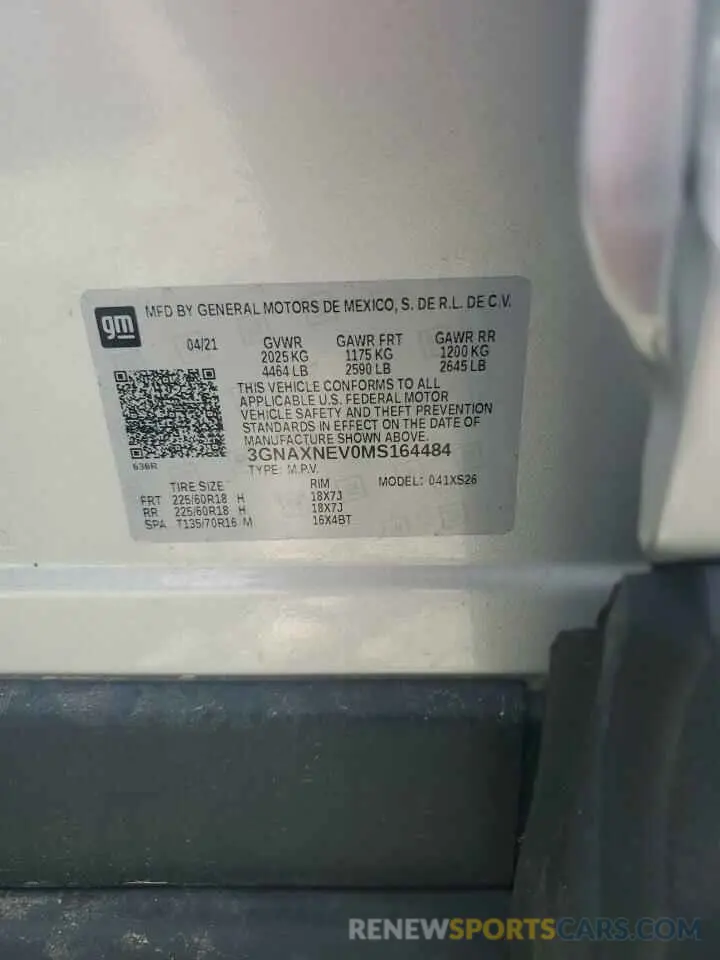 gm MFD BY GENERAL MOTORS DE MEXICO, S. DE R.L. DE C.V.
04/21 GVWR GAWR FRT GAWR RR
2025 KG 1175 KG 1200 KG
4464 LB 2590 LB 2645 LB
THIS VEHICLE CONFORMS TO ALL
APPLICABLE U.S. FEDERAL MOTOR
VEHICLE SAFETY AND THEFT PREVENTION
STANDARDS IN EFFECT ON THE DATE OF
MANUFACTURE SHOWN ABOVE.
636R 3GNAXNEV0MS164484
TYPE: M.P.V.
TIRE SIZE RIM MODEL: 041XS26
FRT 225/60R18 H 18X7J
RR 225/60R18 H 18X7J
SPA T135/70R16 M 16X4BT
RENEWSPORTSCARS.COM